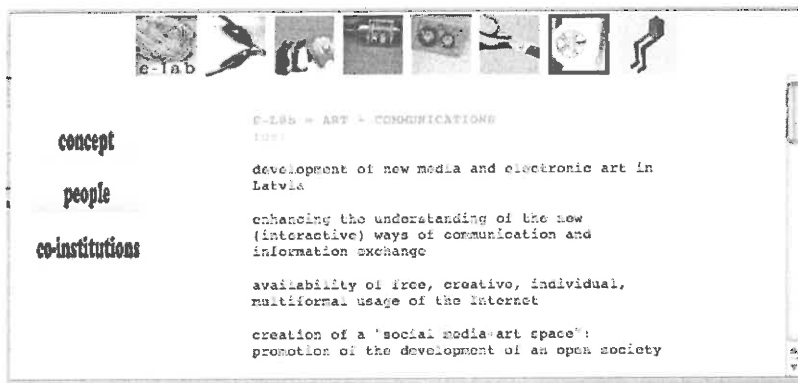 e-lab
concept
people
co-institutions
E-LAB = ART + COMMUNICATIONS
for:
development of new media and electronic art in
Latvia
enhancing the understanding of the new
(interactive) ways of communication and
information exchange
availability of free, creative, individual,
multiformal usage of the Internet
creation of a "social media-art space":
promotion of the development of an open society